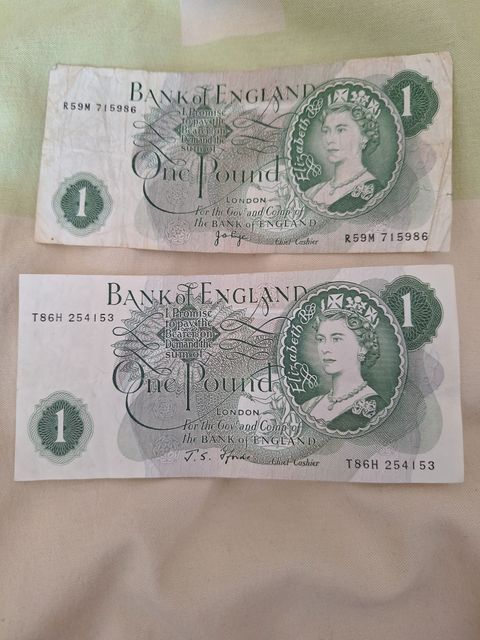 BANK of ENGLAND
R59M 715986
1
I Promise
to pay the
Bearer on
Demand the
sum of
One Pound
Elizabeth R
1
LONDON
For the Govr and Compa of
the BANK of ENGLAND
Chief Cashier
R59M 715986
BANK of ENGLAND
T86H 254153
1
I Promise
to pay the
Bearer on
Demand the
sum of
One Pound
Elizabeth R
1
LONDON
For the Govr and Compa of
the BANK of ENGLAND
J. S. Fforde
Chief Cashier
T86H 254153